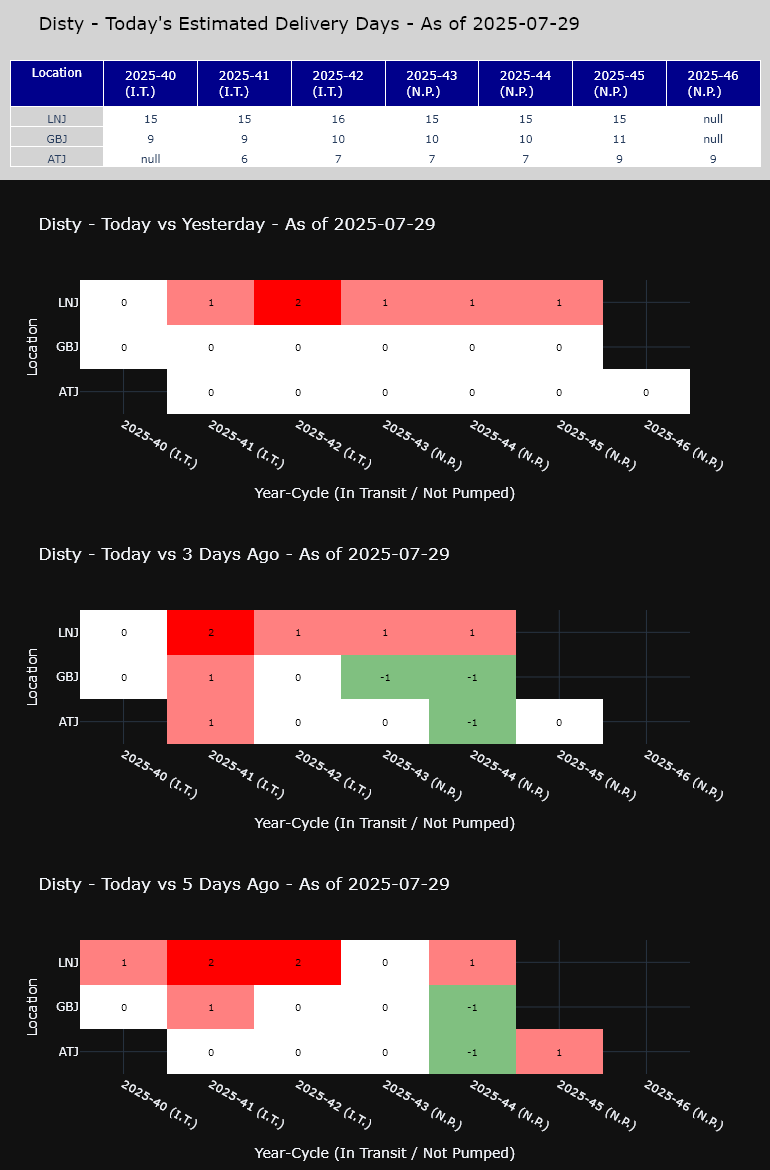 Disty - Today's Estimated Delivery Days - As of 2025-07-29
Location 2025-40 (I.T.) 2025-41 (I.T.) 2025-42 (I.T.) 2025-43 (N.P.) 2025-44 (N.P.) 2025-45 (N.P.) 2025-46 (N.P.)
LNJ 15 15 16 15 15 15 null
GBJ 9 9 10 10 10 11 null
ATJ null 6 7 7 7 9 9
Disty - Today vs Yesterday - As of 2025-07-29
Location
LNJ 0 1 2 1 1 1
GBJ 0 0 0 0 0 0
ATJ 0 0 0 0 0 0
2025-40 (I.T.) 2025-41 (I.T.) 2025-42 (I.T.) 2025-43 (N.P.) 2025-44 (N.P.) 2025-45 (N.P.) 2025-46 (N.P.)
Year-Cycle (In Transit / Not Pumped)
Disty - Today vs 3 Days Ago - As of 2025-07-29
Location
LNJ 0 2 1 1 1
GBJ 0 1 0 -1 -1
ATJ 1 0 0 -1 0
2025-40 (I.T.) 2025-41 (I.T.) 2025-42 (I.T.) 2025-43 (N.P.) 2025-44 (N.P.) 2025-45 (N.P.) 2025-46 (N.P.)
Year-Cycle (In Transit / Not Pumped)
Disty - Today vs 5 Days Ago - As of 2025-07-29
Location
LNJ 1 2 2 0 1
GBJ 0 1 0 0 -1
ATJ 0 0 0 -1 1
2025-40 (I.T.) 2025-41 (I.T.) 2025-42 (I.T.) 2025-43 (N.P.) 2025-44 (N.P.) 2025-45 (N.P.) 2025-46 (N.P.)
Year-Cycle (In Transit / Not Pumped)